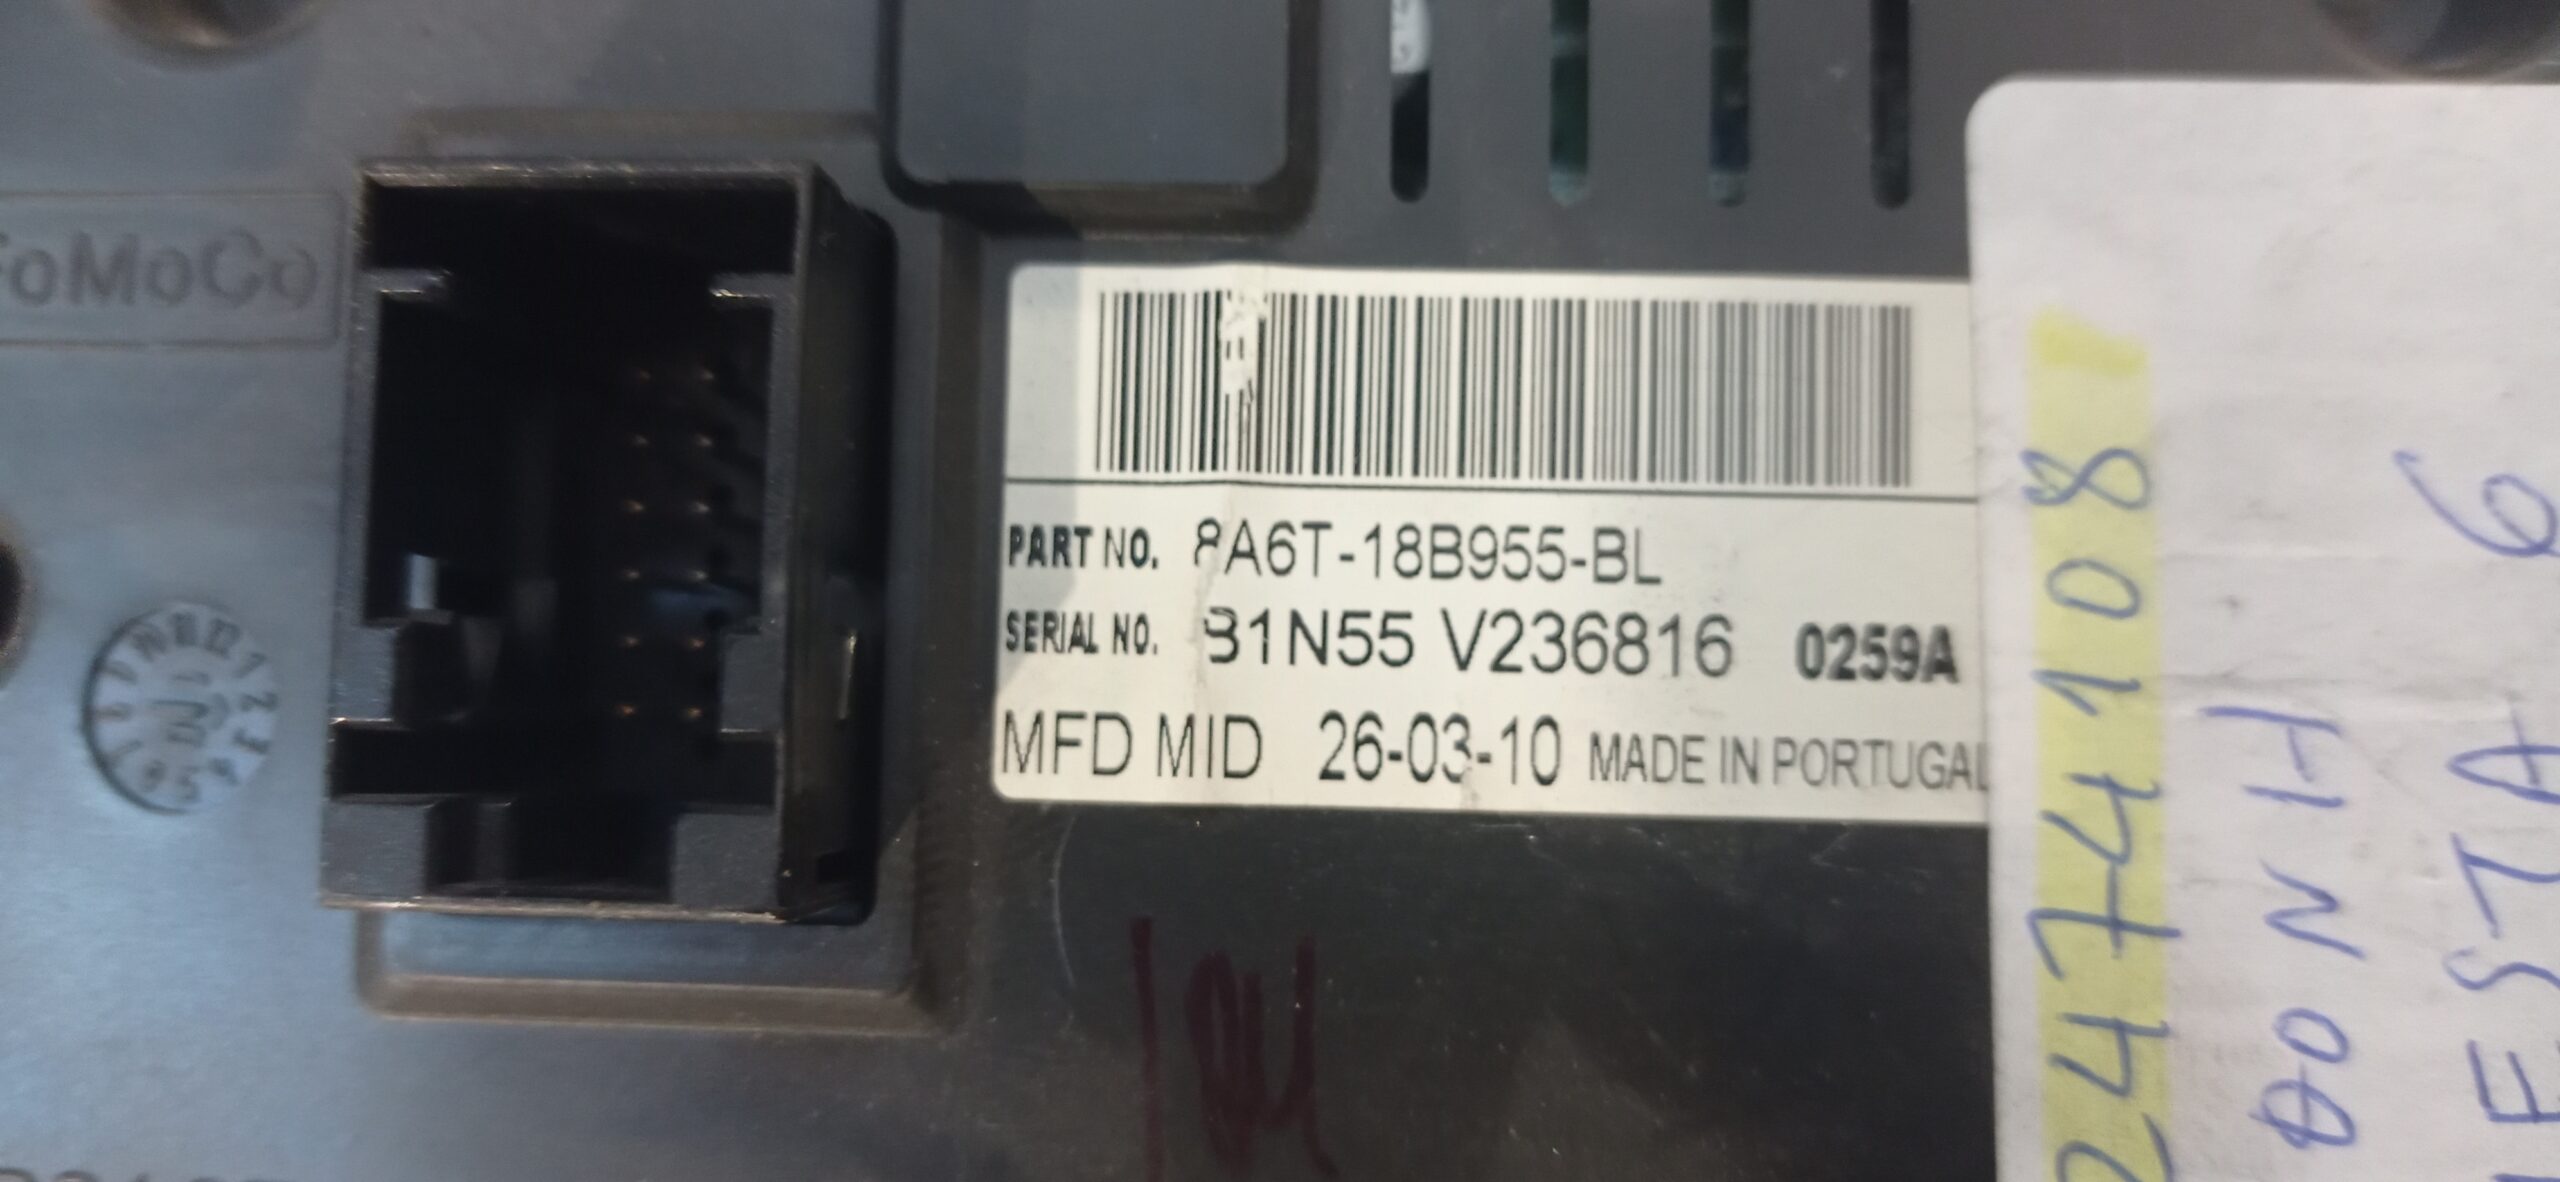 FoMoCo
PART NO. 8A6T-18B955-BL
SERIAL NO. B1N55 V236816 0259A
MFD MID 26-03-10 MADE IN PORTUGAL
2474108